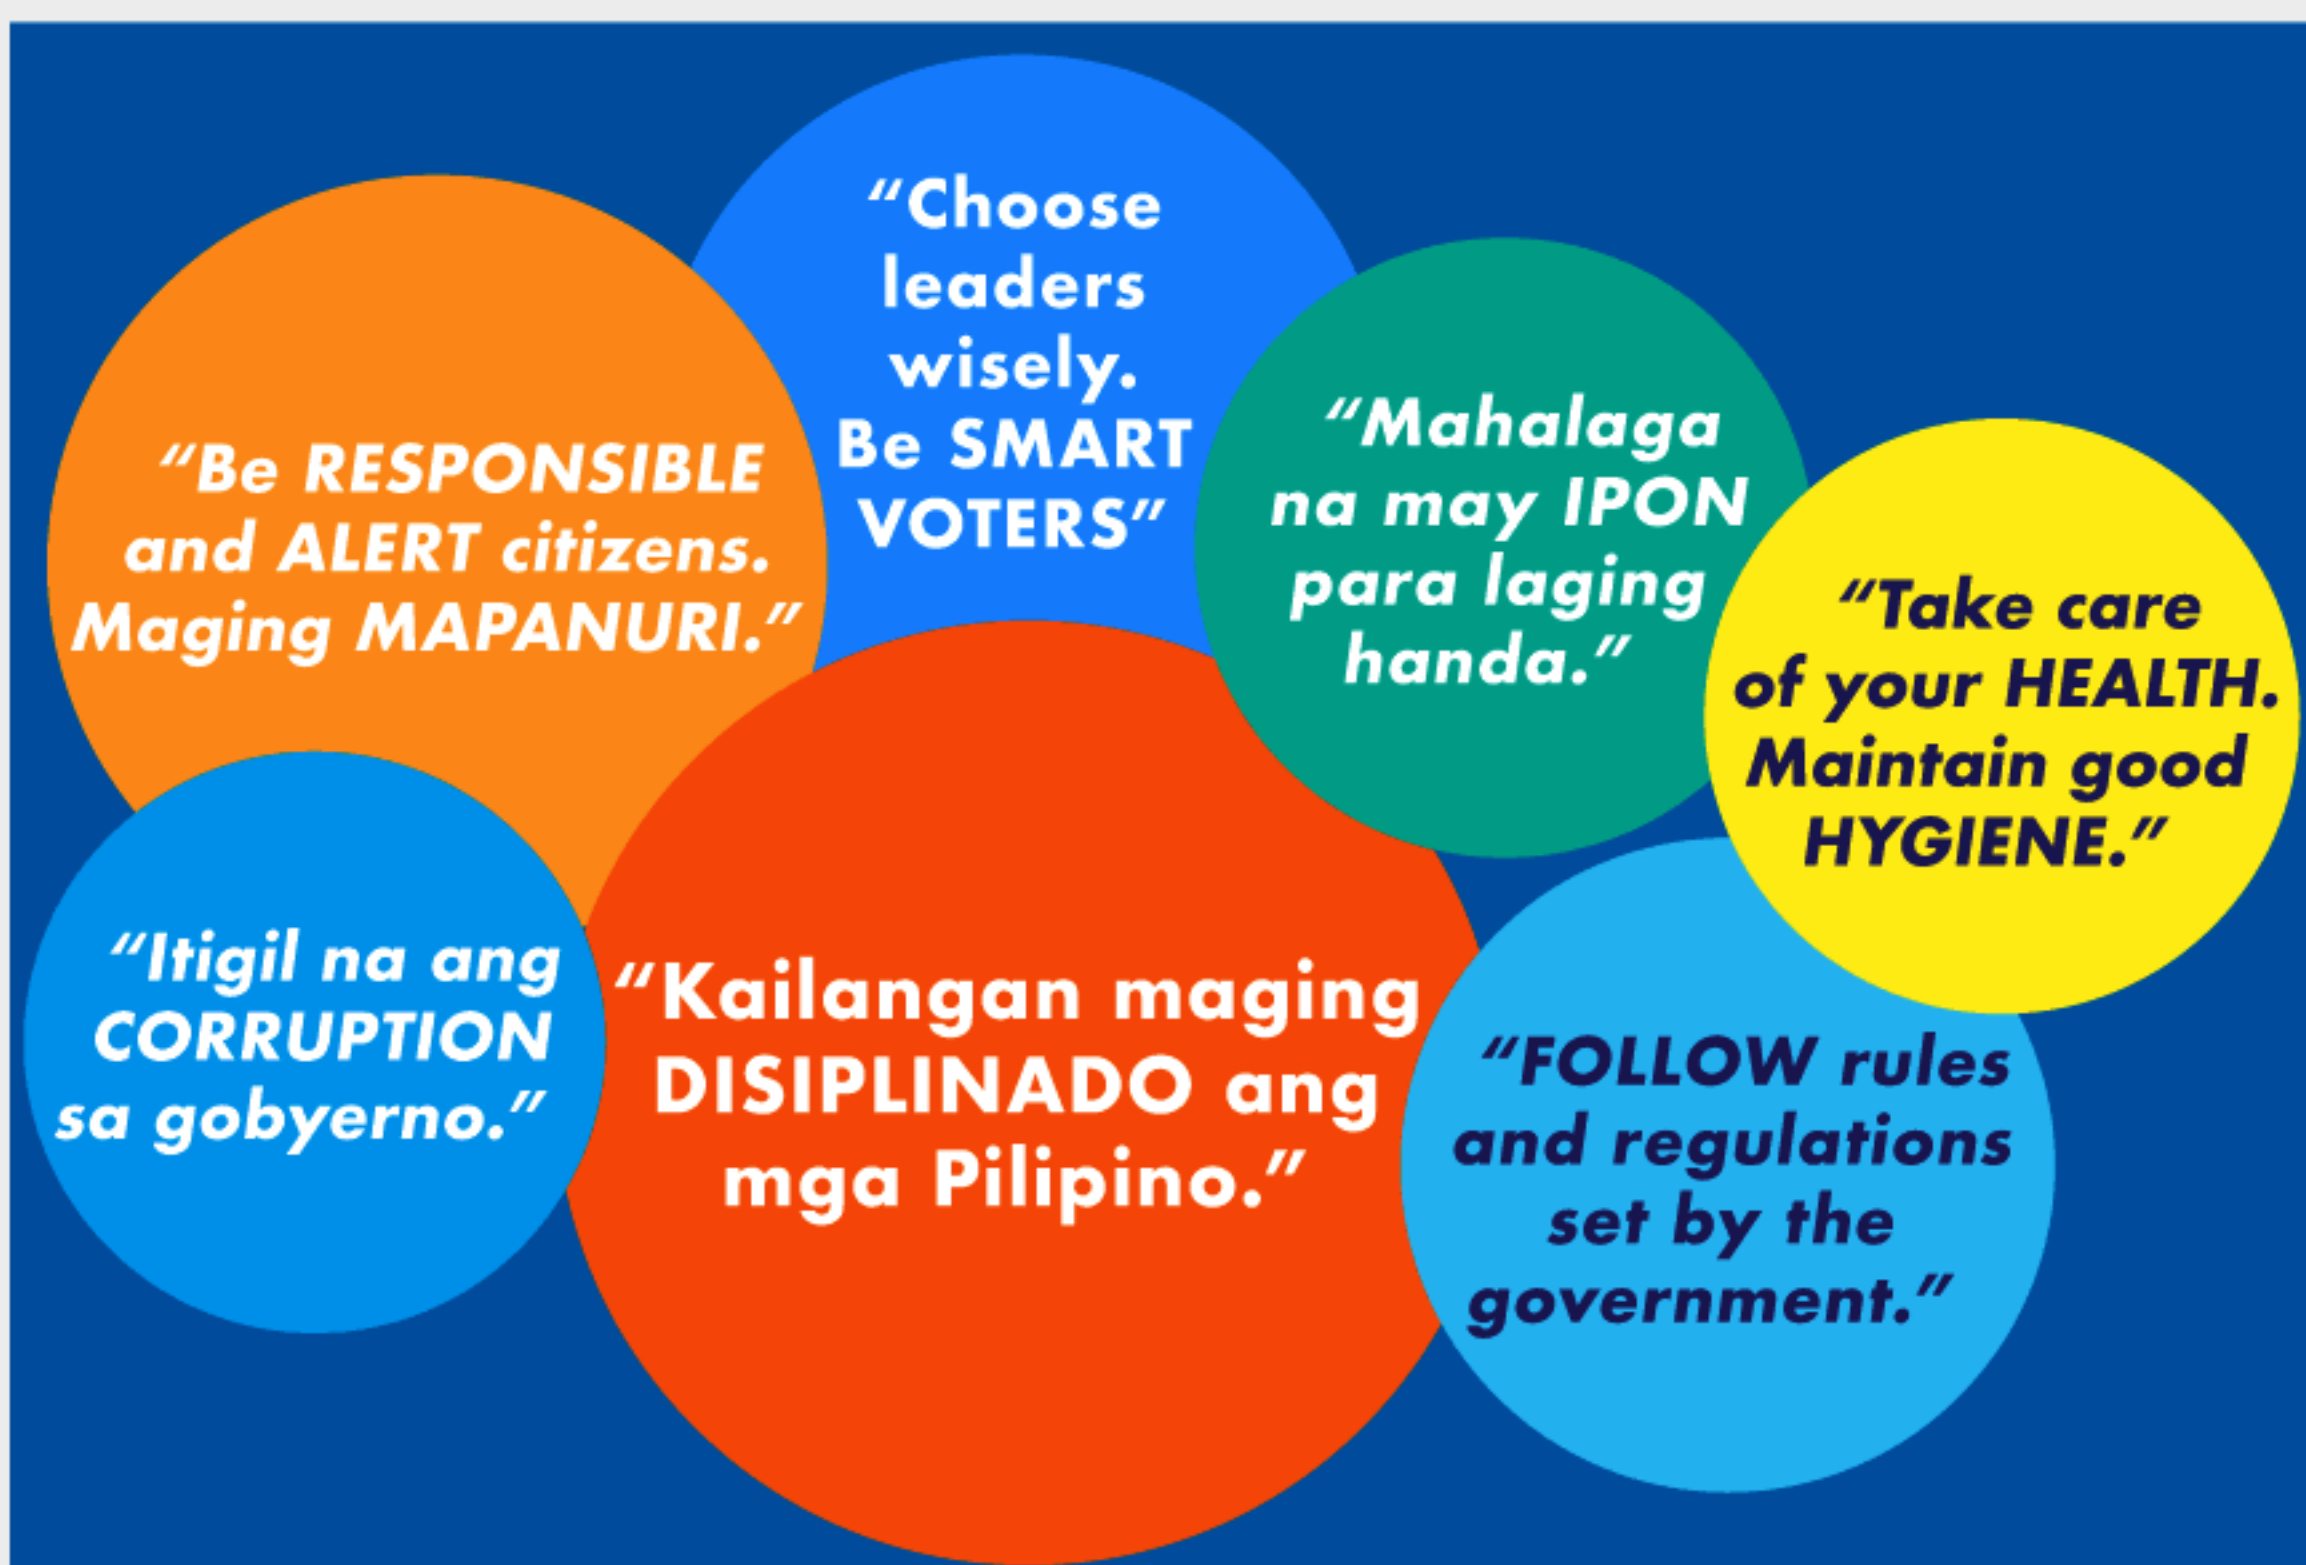 “Choose
leaders
wisely.
Be SMART
VOTERS”
“Be RESPONSIBLE
and ALERT citizens.
Maging MAPANURI.”
“Mahalaga
na may IPON
para laging
handa.”
“Take care
of your HEALTH.
Maintain good
HYGIENE.”
“Itigil na ang
CORRUPTION
sa gobyerno.”
“Kailangan maging
DISIPLINADO ang
mga Pilipino.”
“FOLLOW rules
and regulations
set by the
government.”